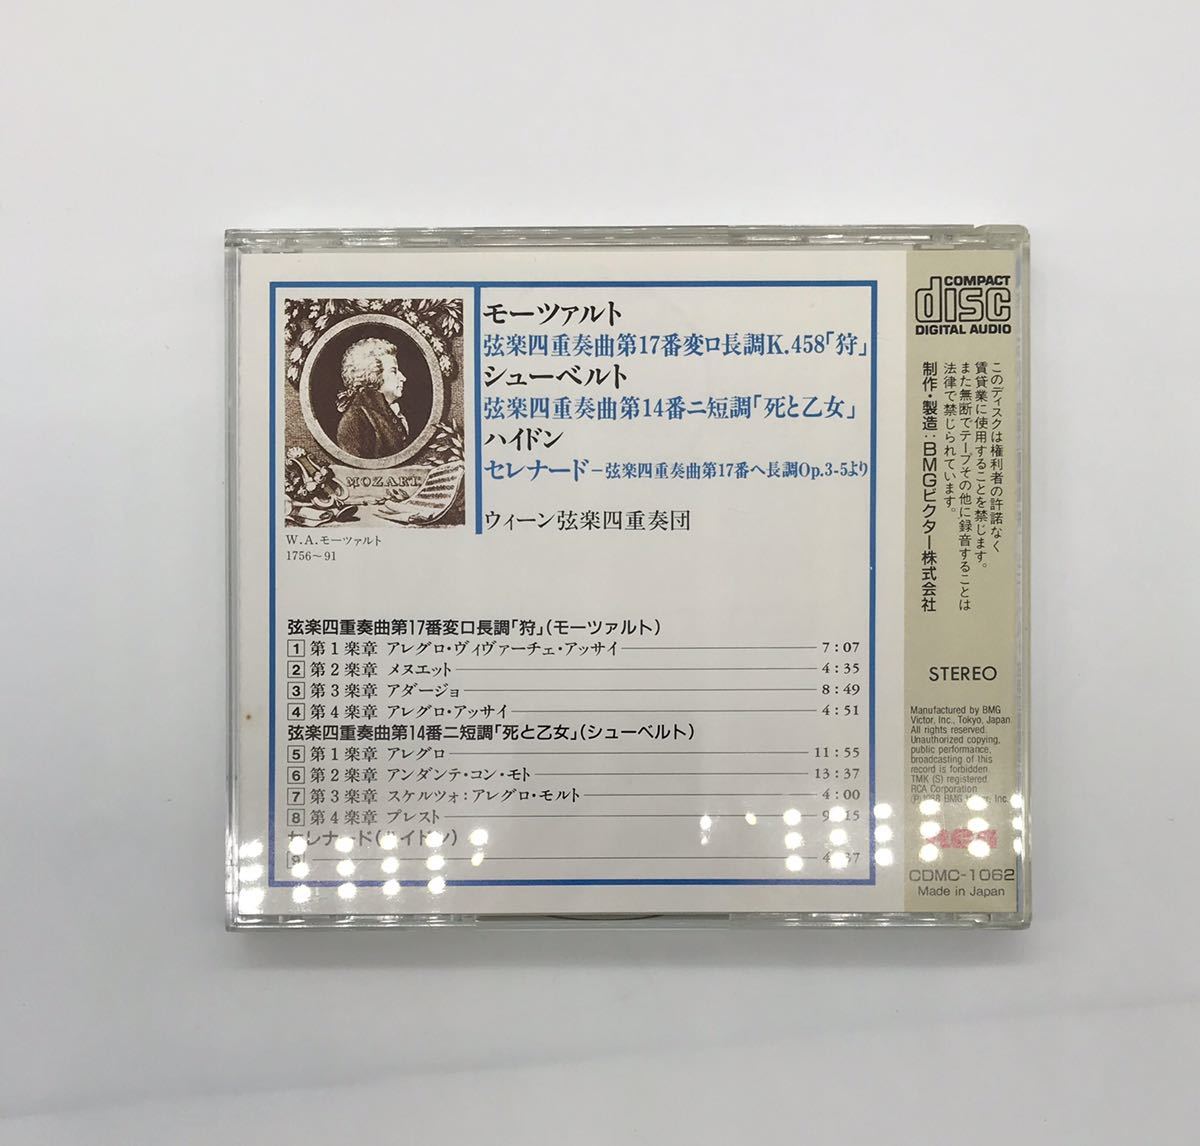 モーツァルト
弦楽四重奏曲第17番変ロ長調K.458「狩」
シューベルト
弦楽四重奏曲第14番ニ短調「死と乙女」
ハイドン
セレナード－弦楽四重奏曲第17番ヘ長調Op.3-5より
ウィーン弦楽四重奏団
MOZART
W.A.モーツァルト
1756～91
弦楽四重奏曲第17番変ロ長調「狩」(モーツァルト)
1 第1楽章 アレグロ・ヴィヴァーチェ・アッサイ 7:07
2 第2楽章 メヌエット 4:35
3 第3楽章 アダージョ 8:49
4 第4楽章 アレグロ・アッサイ 4:51
弦楽四重奏曲第14番ニ短調「死と乙女」(シューベルト)
5 第1楽章 アレグロ 11:55
6 第2楽章 アンダンテ・コン・モト 13:37
7 第3楽章 スケルツォ:アレグロ・モルト 4:00
8 第4楽章 プレスト 9:15
セレナード(ハイドン)
9 4:37
COMPACT
disc
DIGITAL AUDIO
このディスクは権利者の許諾なく
賃貸業に使用することを禁じます。
また無断でテープその他に録音することは
法律で禁じられています。
制作・製造:BMGビクター株式会社
STEREO
Manufactured by BMG
Victor, Inc., Tokyo, Japan.
All rights reserved.
Unauthorized copying,
public performance,
broadcasting of this
record is forbidden.
TMK (S) registered.
RCA Corporation
Ⓟ1988 BMG Victor, Inc.
CDMC-1062
Made in Japan